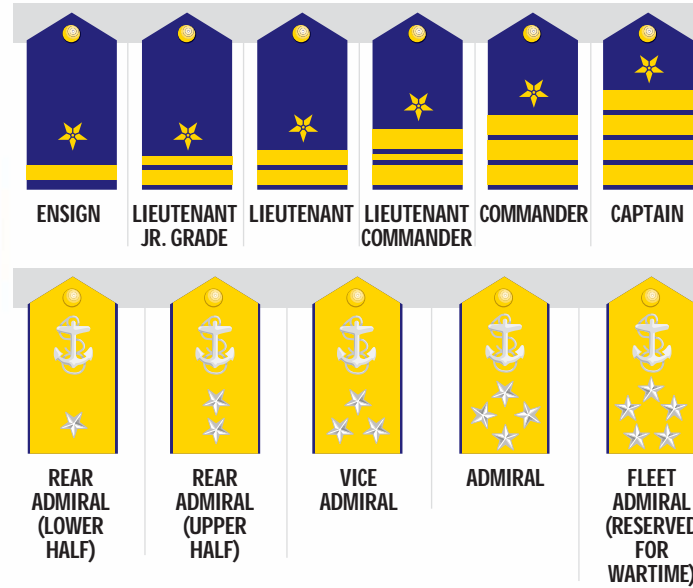 ENSIGN
LIEUTENANT
JR. GRADE
LIEUTENANT
LIEUTENANT
COMMANDER
COMMANDER
CAPTAIN
REAR
ADMIRAL
(LOWER
HALF)
REAR
ADMIRAL
(UPPER
HALF)
VICE
ADMIRAL
ADMIRAL
FLEET
ADMIRAL
(RESERVED
FOR
WARTIME)